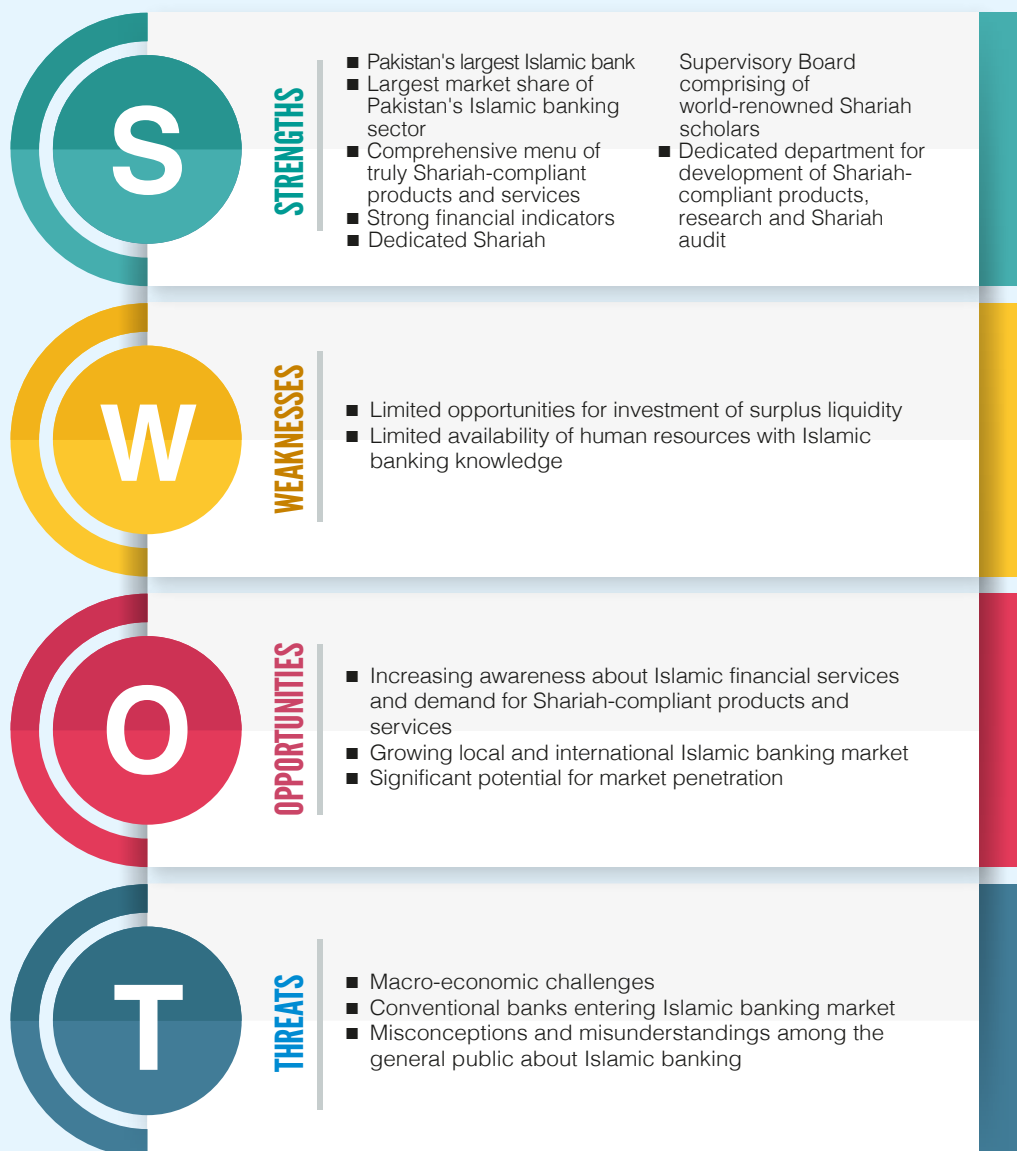 S
STRENGTHS
■ Pakistan's largest Islamic bank
■ Largest market share of
Pakistan's Islamic banking
sector
■ Comprehensive menu of
truly Shariah-compliant
products and services
■ Strong financial indicators
■ Dedicated Shariah
Supervisory Board
comprising of
world-renowned Shariah
scholars
■ Dedicated department for
development of Shariah-
compliant products,
research and Shariah
audit
W
WEAKNESSES
■ Limited opportunities for investment of surplus liquidity
■ Limited availability of human resources with Islamic
banking knowledge
O
OPPORTUNITIES
■ Increasing awareness about Islamic financial services
and demand for Shariah-compliant products and
services
■ Growing local and international Islamic banking market
■ Significant potential for market penetration
T
THREATS
■ Macro-economic challenges
■ Conventional banks entering Islamic banking market
■ Misconceptions and misunderstandings among the
general public about Islamic banking